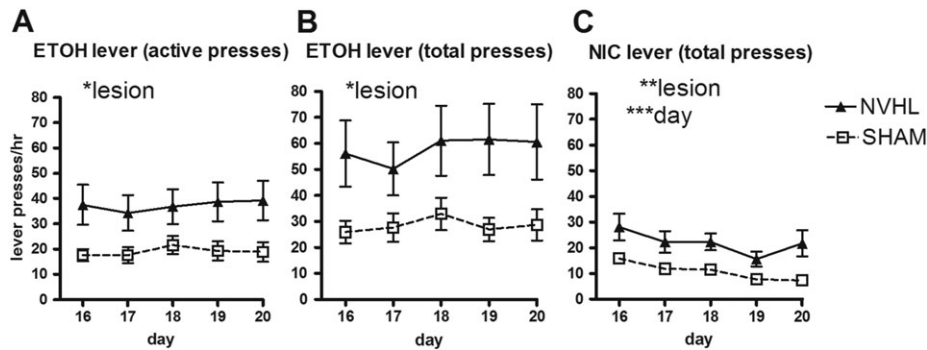 A
ETOH lever (active presses)
*lesion
lever presses/hr
80
70
60
50
40
30
20
10
0
16 17 18 19 20
day
B
ETOH lever (total presses)
*lesion
80
70
60
50
40
30
20
10
0
16 17 18 19 20
day
C
NIC lever (total presses)
**lesion
***day
80
70
60
50
40
30
20
10
0
16 17 18 19 20
day
NVHL
SHAM